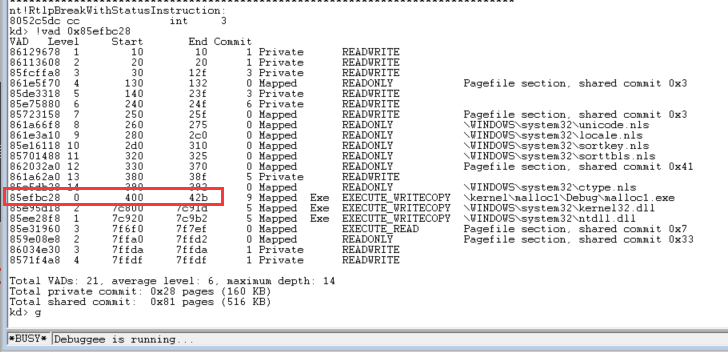 nt!RtlpBreakWithStatusInstruction:
8052c5dc cc              int     3
kd> !vad 0x85efbc28
VAD   Level     Start       End Commit
86129678  1        10        10      1 Private      READWRITE
86113608  2        20        20      1 Private      READWRITE
85fcffa8  3        30       12f      3 Private      READWRITE
861e5f70  4       130       132      0 Mapped       READONLY           Pagefile section, shared commit 0x3
85de3318  5       140       23f      3 Private      READWRITE
85e75880  6       240       24f      6 Private      READWRITE
85723158  7       250       25f      0 Mapped       READWRITE          Pagefile section, shared commit 0x3
861a66f8  8       260       275      0 Mapped       READONLY           \WINDOWS\system32\unicode.nls
861e3a10  9       280       2c0      0 Mapped       READONLY           \WINDOWS\system32\locale.nls
85e16118 10       2d0       310      0 Mapped       READONLY           \WINDOWS\system32\sortkey.nls
85701488 11       320       325      0 Mapped       READONLY           \WINDOWS\system32\sorttbls.nls
862032a0 12       330       370      0 Mapped       READONLY           Pagefile section, shared commit 0x41
861a62a0 13       380       38f      5 Private      READWRITE
85e5db28 14       390       392      0 Mapped       READONLY           \WINDOWS\system32\ctype.nls
85efbc28  0       400       42b      9 Mapped  Exe  EXECUTE_WRITECOPY  \kernel\malloc1\Debug\malloc1.exe
85e95d18  2     7c800     7c91d      5 Mapped  Exe  EXECUTE_WRITECOPY  \WINDOWS\system32\kernel32.dll
85ee28f8  1     7c920     7c9b2      5 Mapped  Exe  EXECUTE_WRITECOPY  \WINDOWS\system32\ntdll.dll
85e31960  3     7f6f0     7f7ef      0 Mapped       EXECUTE_READ       Pagefile section, shared commit 0x7
859e08e8  2     7ffa0     7ffd2      0 Mapped       READONLY           Pagefile section, shared commit 0x33
86034e30  3     7ffda     7ffda      1 Private      READWRITE
8571f4a8  4     7ffdf     7ffdf      1 Private      READWRITE
Total VADs: 21, average level: 6, maximum depth: 14
Total private commit: 0x28 pages (160 KB)
Total shared commit:  0x81 pages (516 KB)
kd> g
*BUSY* Debuggee is running...